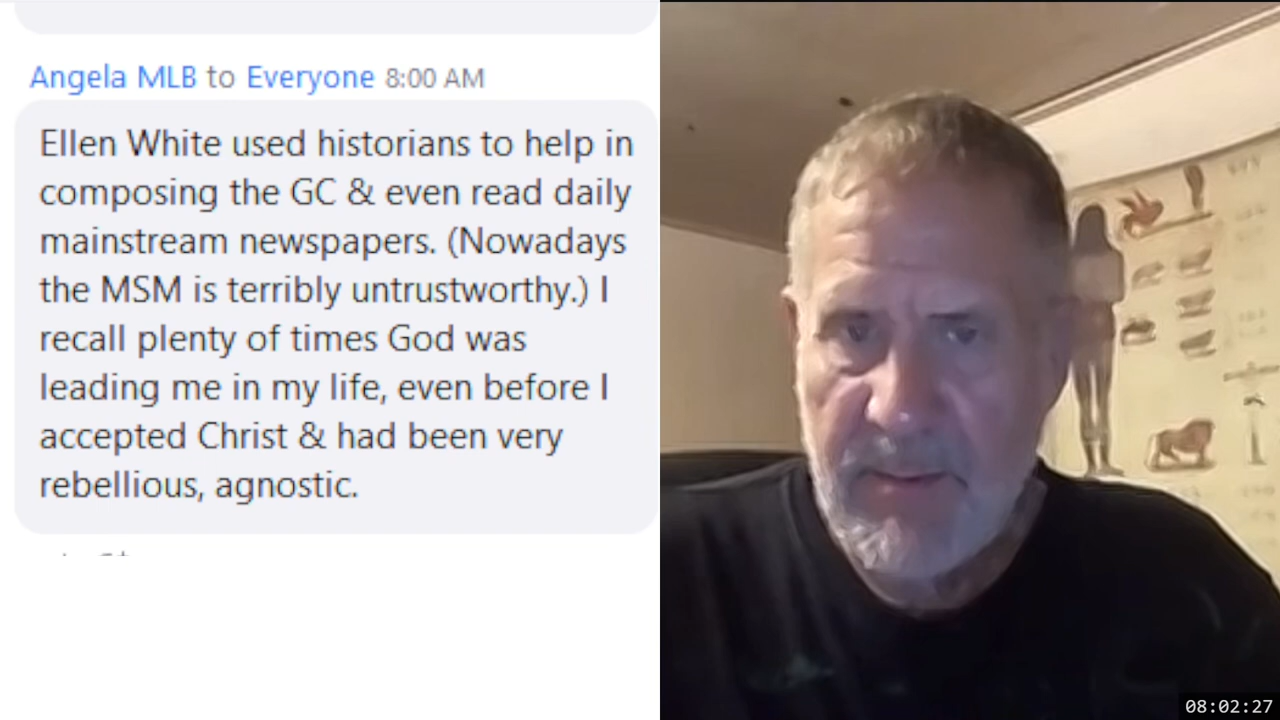 Angela MLB to Everyone 8:00 AM
Ellen White used historians to help in
composing the GC & even read daily
mainstream newspapers. (Nowadays
the MSM is terribly untrustworthy.) I
recall plenty of times God was
leading me in my life, even before I
accepted Christ & had been very
rebellious, agnostic.
08:02:27